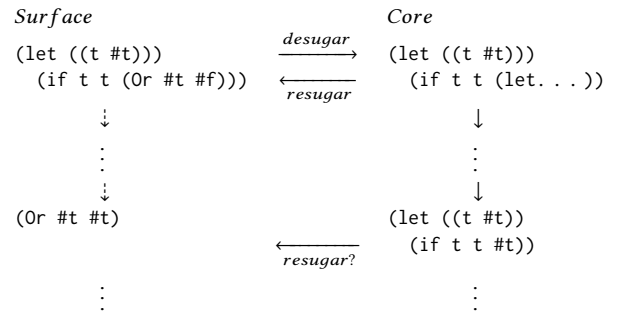 Surface Core
(let ((t #t))) desugar (let ((t #t)))
(if t t (Or #t #f))) resugar (if t t (let. . . ))
(Or #t #t) (let ((t #t))
resugar? (if t t #t))